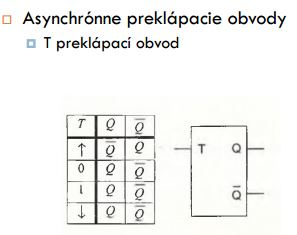 Asynchrónne preklápacie obvody
T preklápací obvod
T Q Q̅
↑ Q̅ Q
0 Q Q̅
1 Q Q̅
↓ Q Q̅
T Q
Q̅